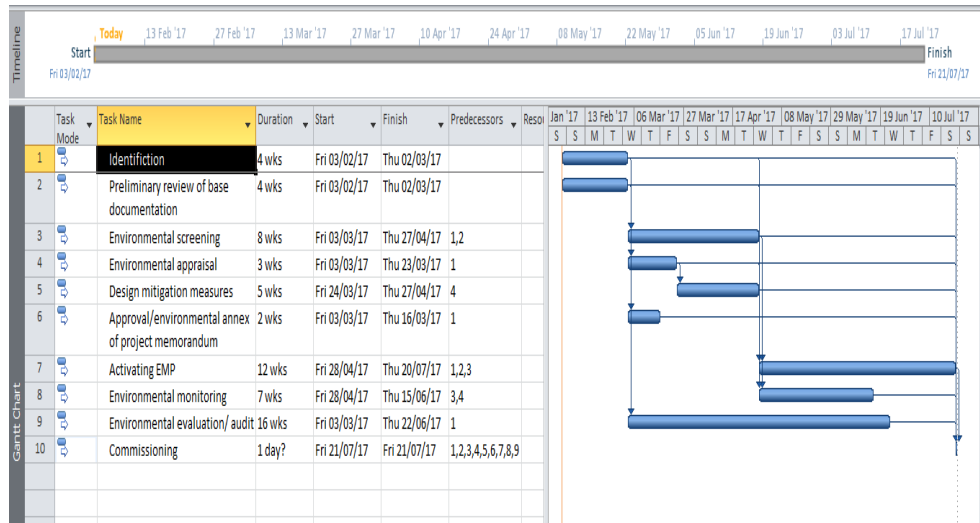 Timeline
Today 13 Feb '17 27 Feb '17 13 Mar '17 27 Mar '17 10 Apr '17 24 Apr '17 08 May '17 22 May '17 05 Jun '17 19 Jun '17 03 Jul '17 17 Jul '17
Start Finish
Fri 03/02/17 Fri 21/07/17
Gantt Chart
Task Mode Task Name Duration Start Finish Predecessors Resou
Jan '17 13 Feb '17 06 Mar '17 27 Mar '17 17 Apr '17 08 May '17 29 May '17 19 Jun '17 10 Jul '17
S S M T W T F S S M T W T F S S M T W T F S S
1 Identifiction 4 wks Fri 03/02/17 Thu 02/03/17
2 Preliminary review of base 4 wks Fri 03/02/17 Thu 02/03/17
documentation
3 Environmental screening 8 wks Fri 03/03/17 Thu 27/04/17 1,2
4 Environmental appraisal 3 wks Fri 03/03/17 Thu 23/03/17 1
5 Design mitigation measures 5 wks Fri 24/03/17 Thu 27/04/17 4
6 Approval/environmental annex 2 wks Fri 03/03/17 Thu 16/03/17 1
of project memorandum
7 Activating EMP 12 wks Fri 28/04/17 Thu 20/07/17 1,2,3
8 Environmental monitoring 7 wks Fri 28/04/17 Thu 15/06/17 3,4
9 Environmental evaluation/ audit 16 wks Fri 03/03/17 Thu 22/06/17 1
10 Commissioning 1 day? Fri 21/07/17 Fri 21/07/17 1,2,3,4,5,6,7,8,9